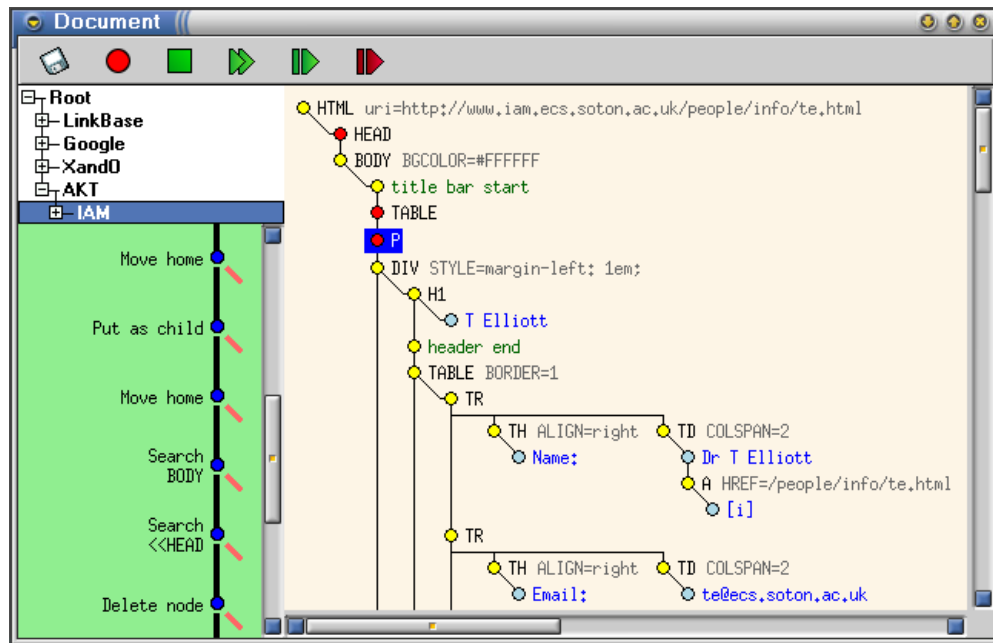 Document
Root
LinkBase
Google
XandO
AKT
IAM
Move home
Put as child
Move home
Search
BODY
Search
<<HEAD
Delete node
HTML uri=http://www.iam.ecs.soton.ac.uk/people/info/te.html
HEAD
BODY BGCOLOR=#FFFFFF
title bar start
TABLE
P
DIV STYLE=margin-left: 1em;
H1
T Elliott
header end
TABLE BORDER=1
TR
TH ALIGN=right TD COLSPAN=2
Name: Dr T Elliott
A HREF=/people/info/te.html
[i]
TR
TH ALIGN=right TD COLSPAN=2
Email: te@ecs.soton.ac.uk